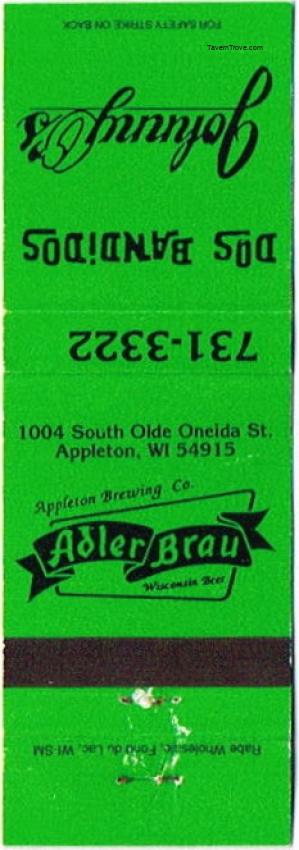 FOR SAFETY STRIKE ON BACK
TavernTrove.com
Johnny O's
DOS BANDiDOS
731-3322
1004 South Olde Oneida St.
Appleton, WI 54915
Appleton Brewing Co.
Adler Brau
Wisconsin Beer
Rabe Wholesale, Fond du Lac, WI-SM